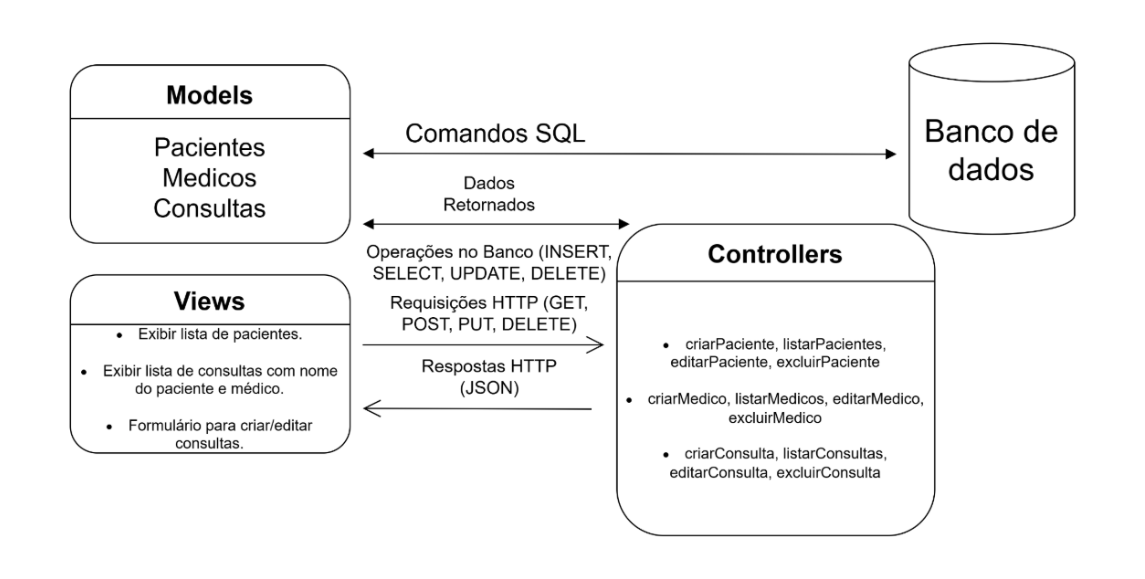 Models
Pacientes
Medicos
Consultas
Comandos SQL
Banco de
dados
Dados
Retornados
Operações no Banco (INSERT,
SELECT, UPDATE, DELETE)
Requisições HTTP (GET,
POST, PUT, DELETE)
Respostas HTTP
(JSON)
Views
• Exibir lista de pacientes.
• Exibir lista de consultas com nome
do paciente e médico.
• Formulário para criar/editar
consultas.
Controllers
• criarPaciente, listarPacientes,
editarPaciente, excluirPaciente
• criarMedico, listarMedicos, editarMedico,
excluirMedico
• criarConsulta, listarConsultas,
editarConsulta, excluirConsulta